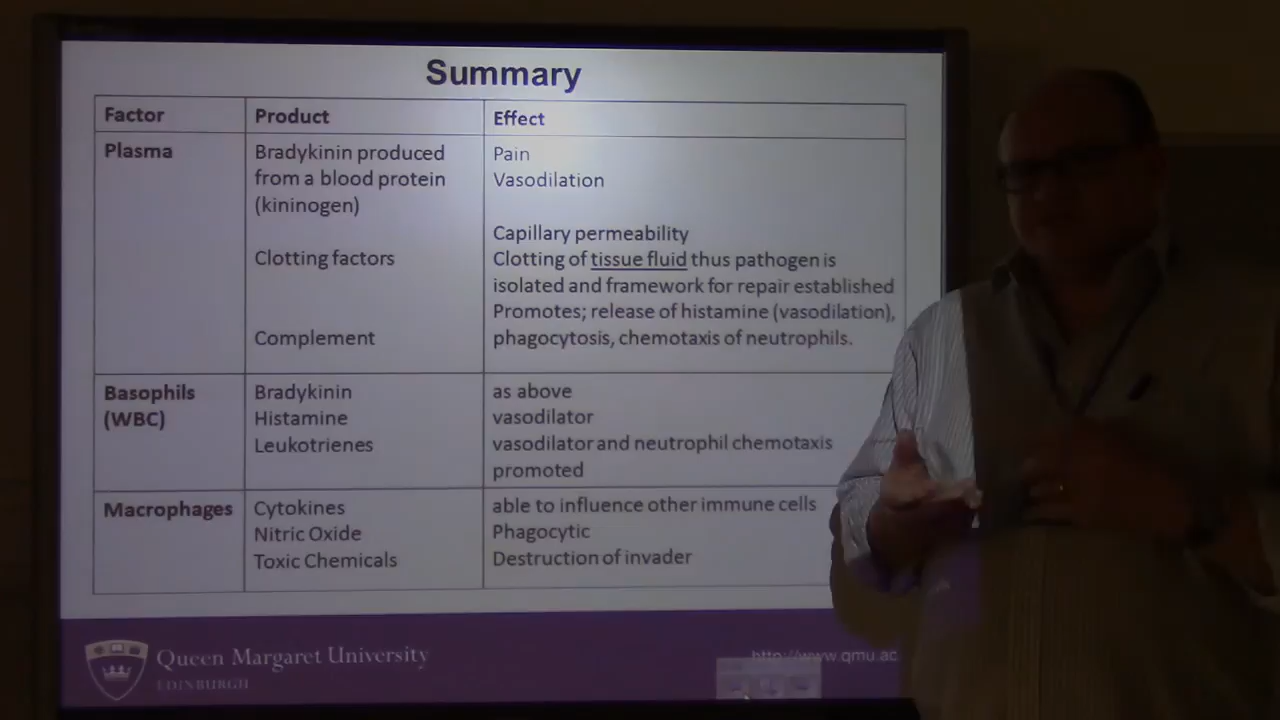 Summary
Factor Product Effect
Plasma Bradykinin produced Pain
from a blood protein Vasodilation
(kininogen)
Capillary permeability
Clotting factors Clotting of tissue fluid thus pathogen is
isolated and framework for repair established
Promotes; release of histamine (vasodilation),
Complement phagocytosis, chemotaxis of neutrophils.
Basophils Bradykinin as above
(WBC) Histamine vasodilator
Leukotrienes vasodilator and neutrophil chemotaxis
promoted
Macrophages Cytokines able to influence other immune cells
Nitric Oxide Phagocytic
Toxic Chemicals Destruction of invader
Queen Margaret University
EDINBURGH
http://www.qmu.ac